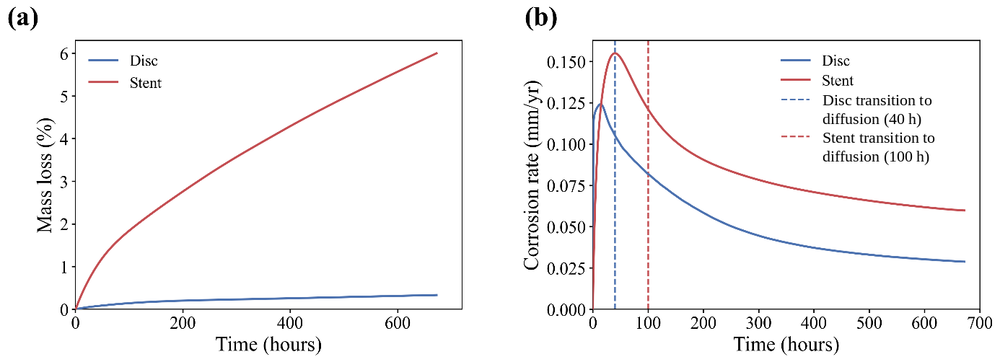 (a)
Mass loss (%)
6
5
4
3
2
1
0
Disc
Stent
0 200 400 600
Time (hours)
(b)
Corrosion rate (mm/yr)
0.150
0.125
0.100
0.075
0.050
0.025
0.000
Disc
Stent
Disc transition to
diffusion (40 h)
Stent transition to
diffusion (100 h)
0 100 200 300 400 500 600 700
Time (hours)